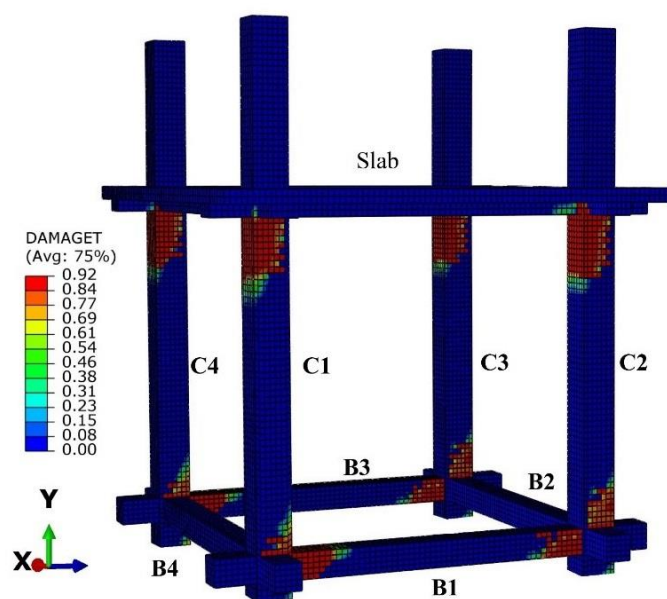 Slab
DAMAGET
(Avg: 75%)
0.92
0.84
0.77
0.69
0.61
0.54
0.46
0.38
0.31
0.23
0.15
0.08
0.00
C4
C1
C3
C2
B3
B2
Y
X
B4
B1